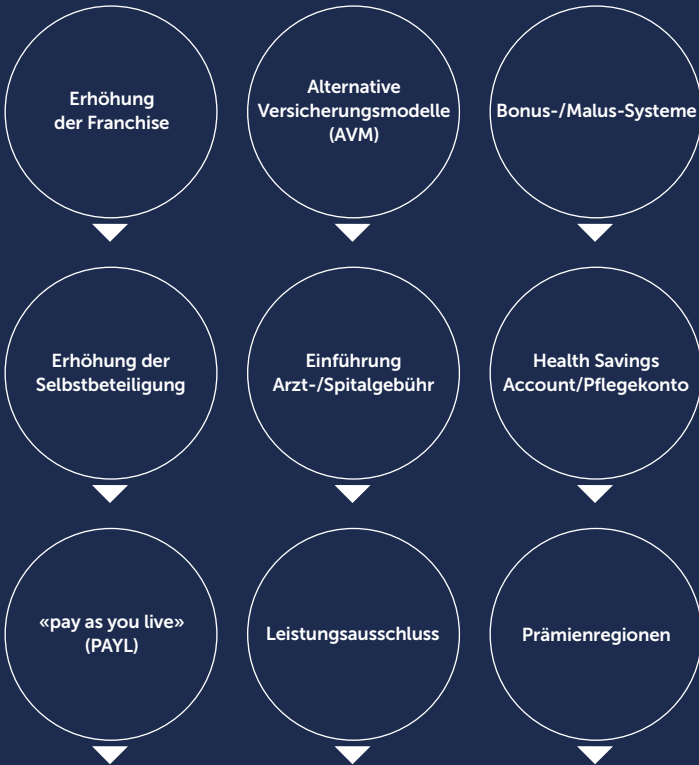 Erhöhung
der Franchise
Alternative
Versicherungsmodelle
(AVM)
Bonus-/Malus-Systeme
Erhöhung der
Selbstbeteiligung
Einführung
Arzt-/Spitalgebühr
Health Savings
Account/Pflegekonto
«pay as you live»
(PAYL)
Leistungsausschluss
Prämienregionen